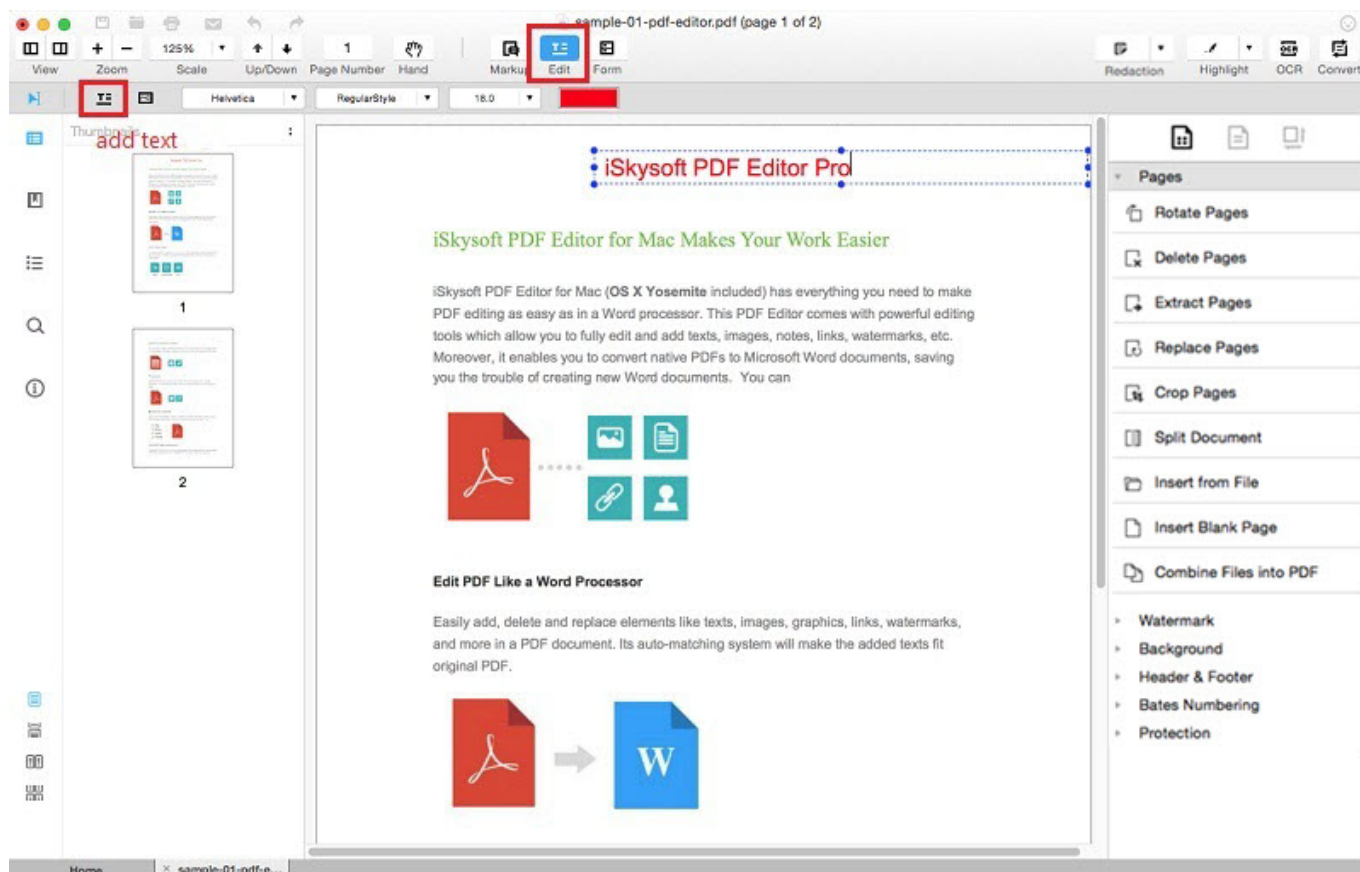 sample-01-pdf-editor.pdf (page 1 of 2)
125% 1
View Zoom Scale Up/Down Page Number Hand Markup Edit Form Redaction Highlight OCR Convert
Helvetica RegularStyle 18.0
Thumbnails
add text
1
2
iSkysoft PDF Editor Pro
iSkysoft PDF Editor for Mac Makes Your Work Easier
iSkysoft PDF Editor for Mac (OS X Yosemite included) has everything you need to make
PDF editing as easy as in a Word processor. This PDF Editor comes with powerful editing
tools which allow you to fully edit and add texts, images, notes, links, watermarks, etc.
Moreover, it enables you to convert native PDFs to Microsoft Word documents, saving
you the trouble of creating new Word documents. You can
Edit PDF Like a Word Processor
Easily add, delete and replace elements like texts, images, graphics, links, watermarks,
and more in a PDF document. Its auto-matching system will make the added texts fit
original PDF.
W
Pages
Rotate Pages
Delete Pages
Extract Pages
Replace Pages
Crop Pages
Split Document
Insert from File
Insert Blank Page
Combine Files into PDF
Watermark
Background
Header & Footer
Bates Numbering
Protection
Home sample-01-pdf-e...